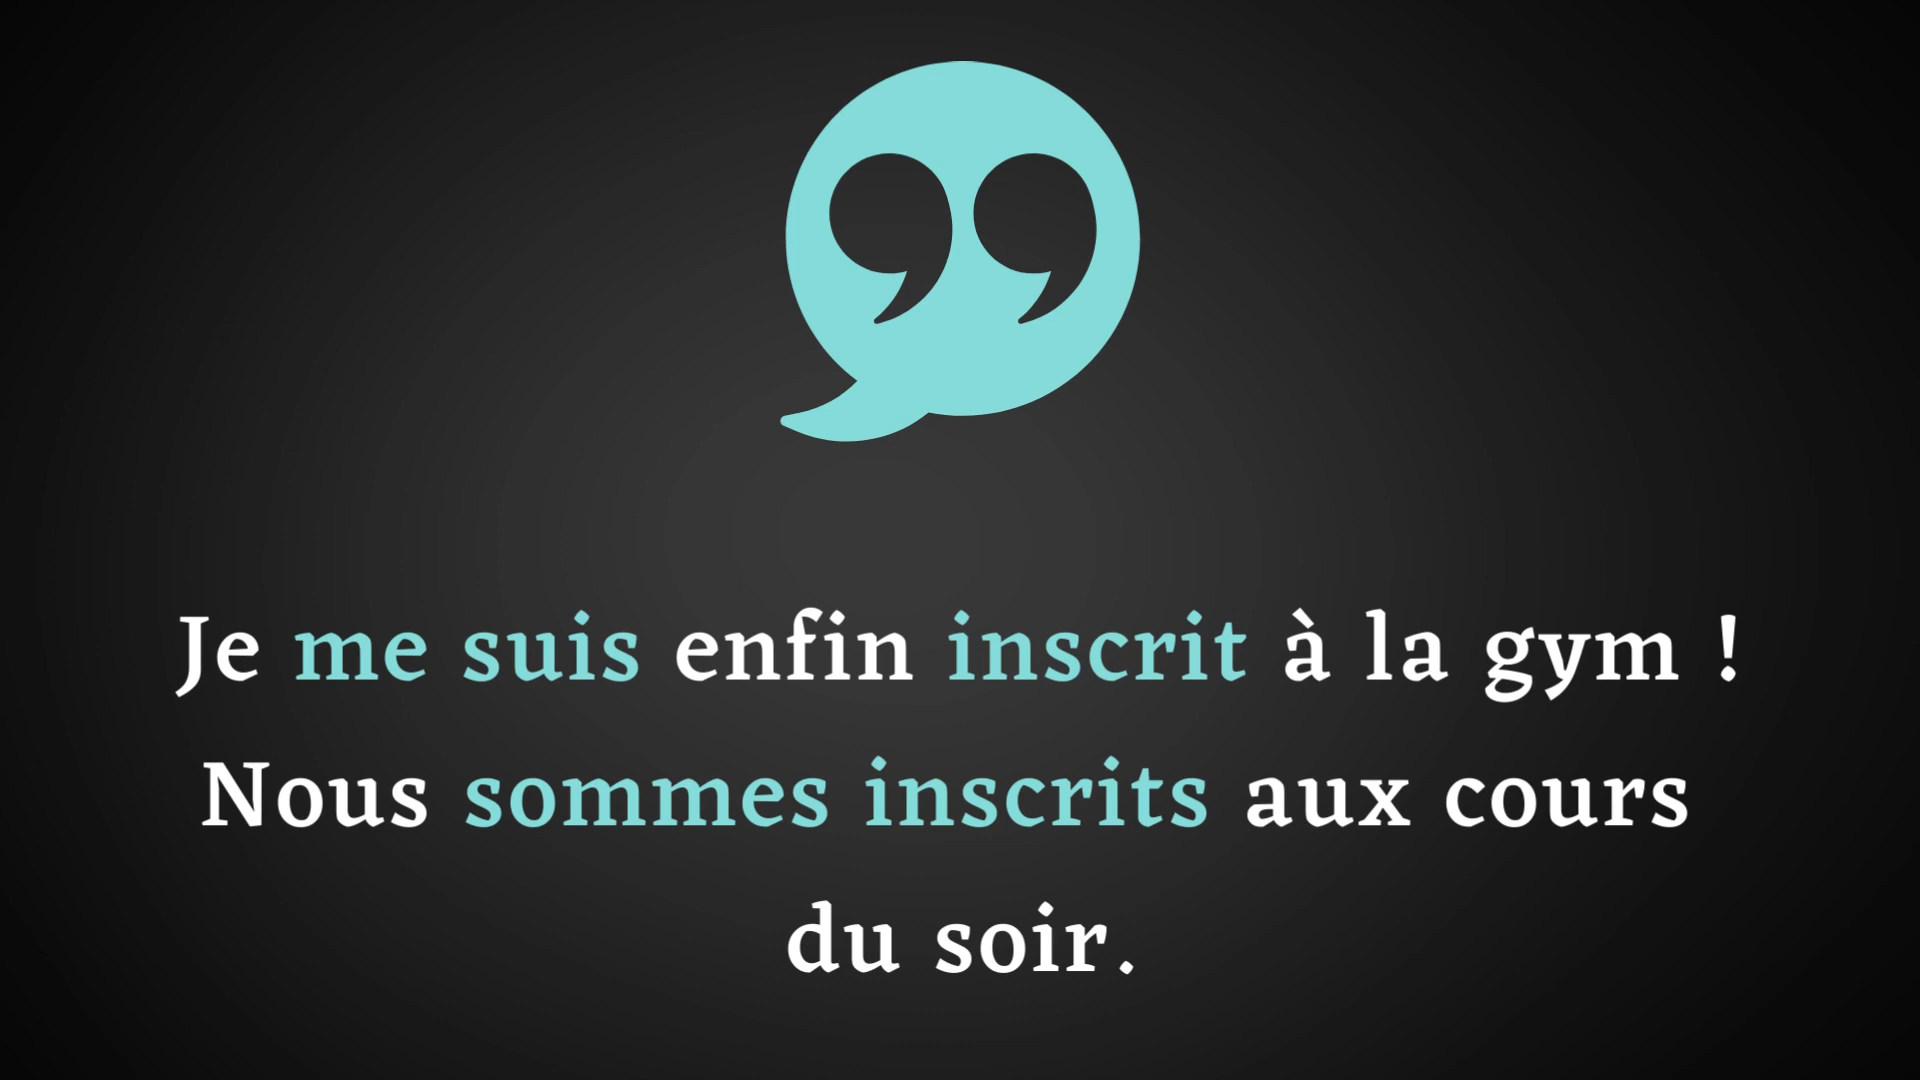 Je me suis enfin inscrit à la gym !
Nous sommes inscrits aux cours
du soir.